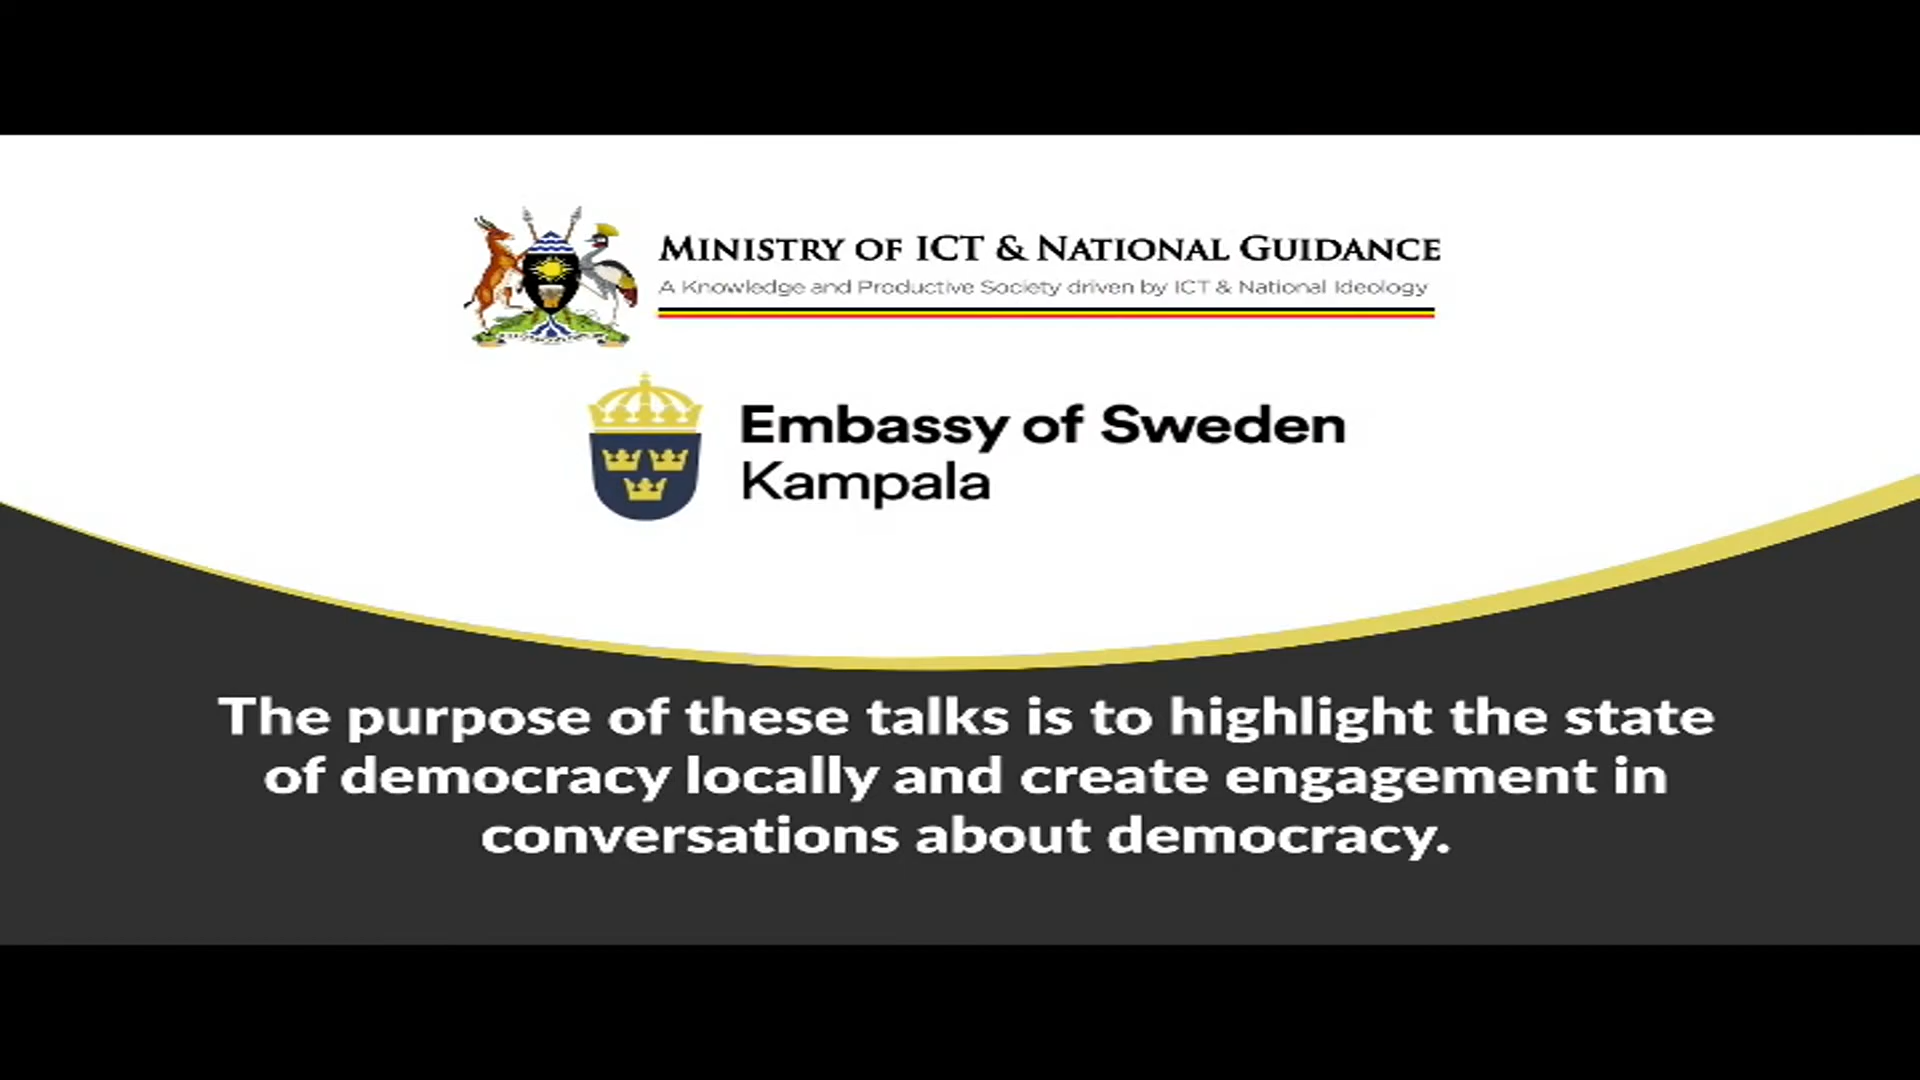 MINISTRY OF ICT & NATIONAL GUIDANCE
A Knowledge and Productive Society driven by ICT & National Ideology
Embassy of Sweden
Kampala
The purpose of these talks is to highlight the state
of democracy locally and create engagement in
conversations about democracy.